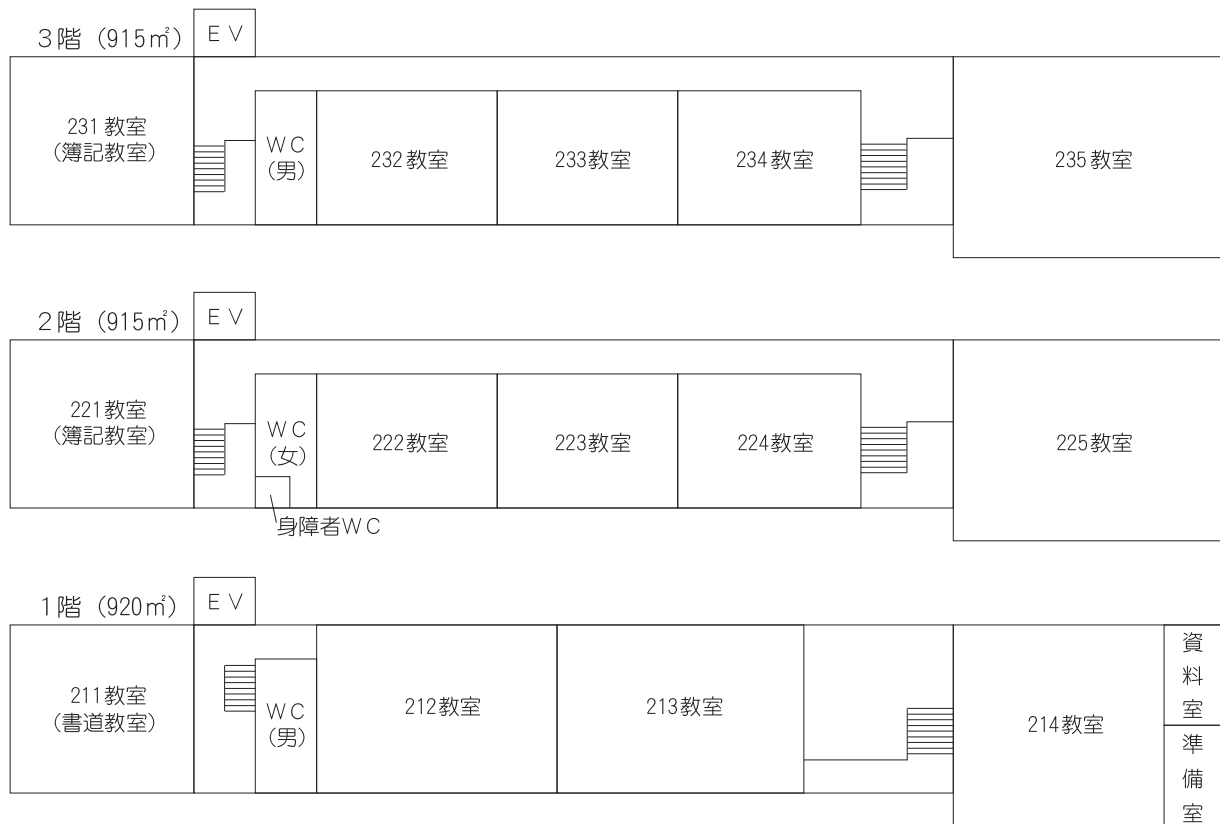 3階 (915㎡)
EV
231教室
(簿記教室)
WC
(男)
232教室
233教室
234教室
235教室
2階 (915㎡)
EV
221教室
(簿記教室)
WC
(女)
身障者WC
222教室
223教室
224教室
225教室
1階 (920㎡)
EV
211教室
(書道教室)
WC
(男)
212教室
213教室
214教室
資料室
準備室